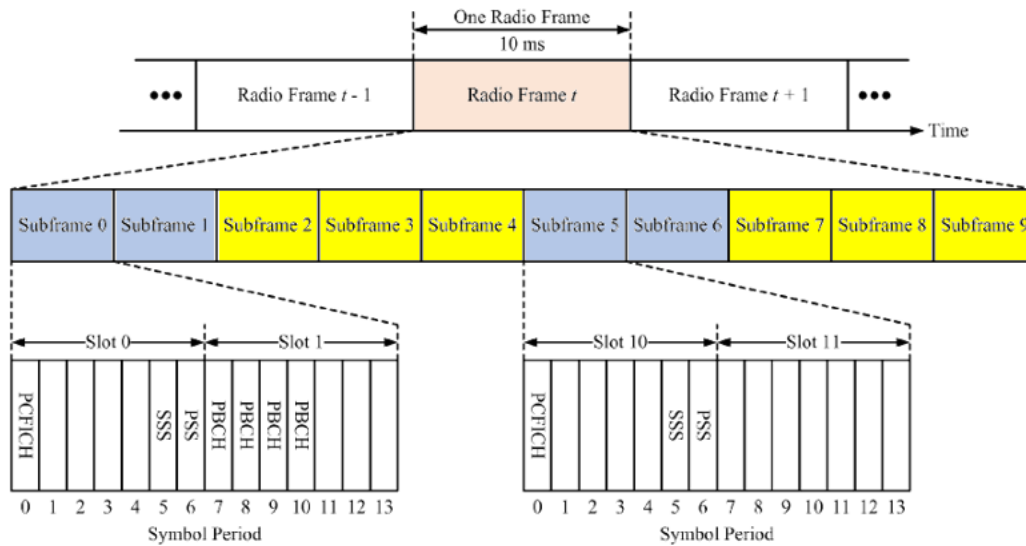 One Radio Frame
10 ms
••• Radio Frame t - 1 Radio Frame t Radio Frame t + 1 •••
Time
Subframe 0 Subframe 1 Subframe 2 Subframe 3 Subframe 4 Subframe 5 Subframe 6 Subframe 7 Subframe 8 Subframe 9
Slot 0 Slot 1 Slot 10 Slot 11
PCFICH SSS PSS PBCH PBCH PBCH PBCH PCFICH SSS PSS
0 1 2 3 4 5 6 7 8 9 10 11 12 13 0 1 2 3 4 5 6 7 8 9 10 11 12 13
Symbol Period Symbol Period